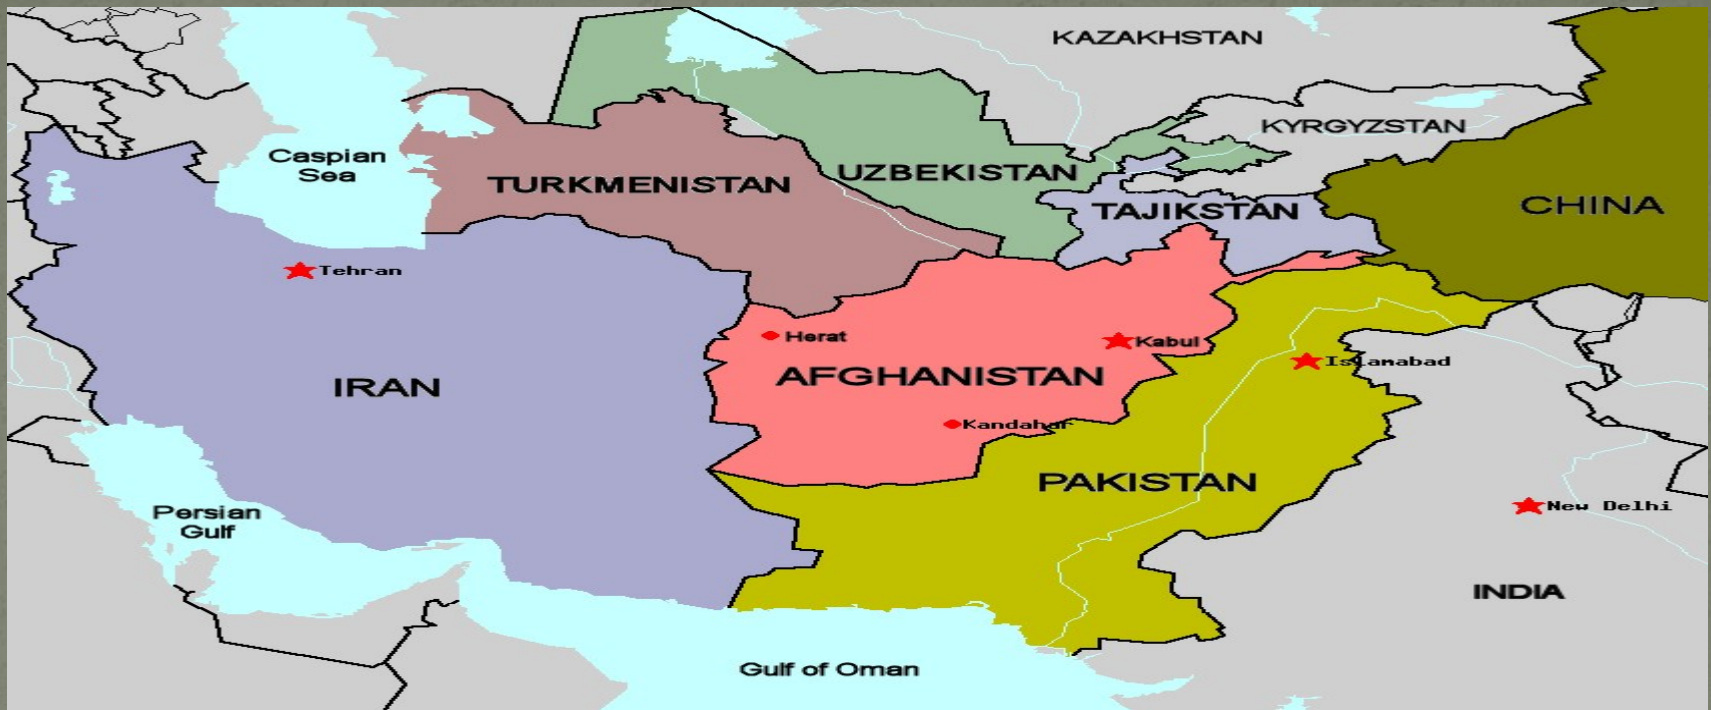 KAZAKHSTAN
KYRGYZSTAN
Caspian
Sea
TURKMENISTAN
UZBEKISTAN
TAJIKSTAN
CHINA
Tehran
Herat
Kabul
Islamabad
IRAN
AFGHANISTAN
Kandahar
PAKISTAN
Persian
Gulf
New Delhi
INDIA
Gulf of Oman